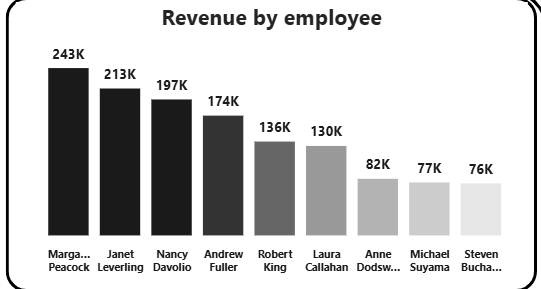 Revenue by employee
243K
213K
197K
174K
136K
130K
82K
77K
76K
Marga... Janet Nancy Andrew Robert Laura Anne Michael Steven
Peacock Leverling Davolio Fuller King Callahan Dodsw... Suyama Bucha...